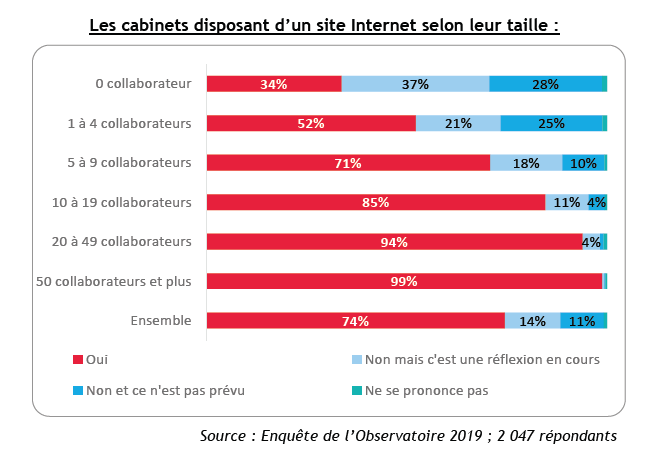 Les cabinets disposant d’un site Internet selon leur taille :
0 collaborateur 34% 37% 28%
1 à 4 collaborateurs 52% 21% 25%
5 à 9 collaborateurs 71% 18% 10%
10 à 19 collaborateurs 85% 11% 4%
20 à 49 collaborateurs 94% 4%
50 collaborateurs et plus 99%
Ensemble 74% 14% 11%
Oui Non mais c'est une réflexion en cours
Non et ce n'est pas prévu Ne se prononce pas
Source : Enquête de l’Observatoire 2019 ; 2 047 répondants